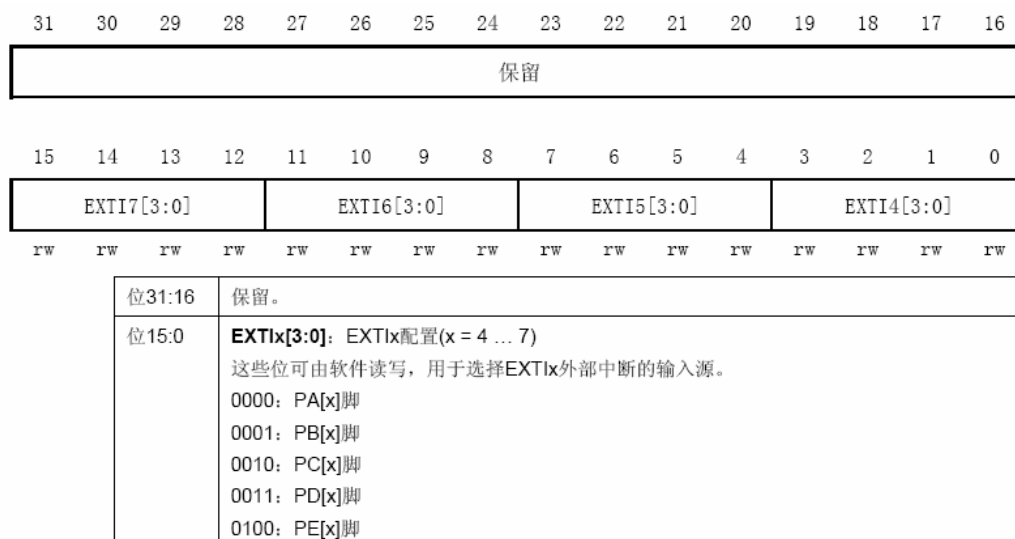 31 30 29 28 27 26 25 24 23 22 21 20 19 18 17 16
保留
15 14 13 12 11 10 9 8 7 6 5 4 3 2 1 0
EXTI7[3:0] EXTI6[3:0] EXTI5[3:0] EXTI4[3:0]
rw rw rw rw rw rw rw rw rw rw rw rw rw rw rw rw
位31:16 保留。
位15:0 EXTIx[3:0]：EXTIx配置(x = 4 … 7)
这些位可由软件读写，用于选择EXTIx外部中断的输入源。
0000：PA[x]脚
0001：PB[x]脚
0010：PC[x]脚
0011：PD[x]脚
0100：PE[x]脚